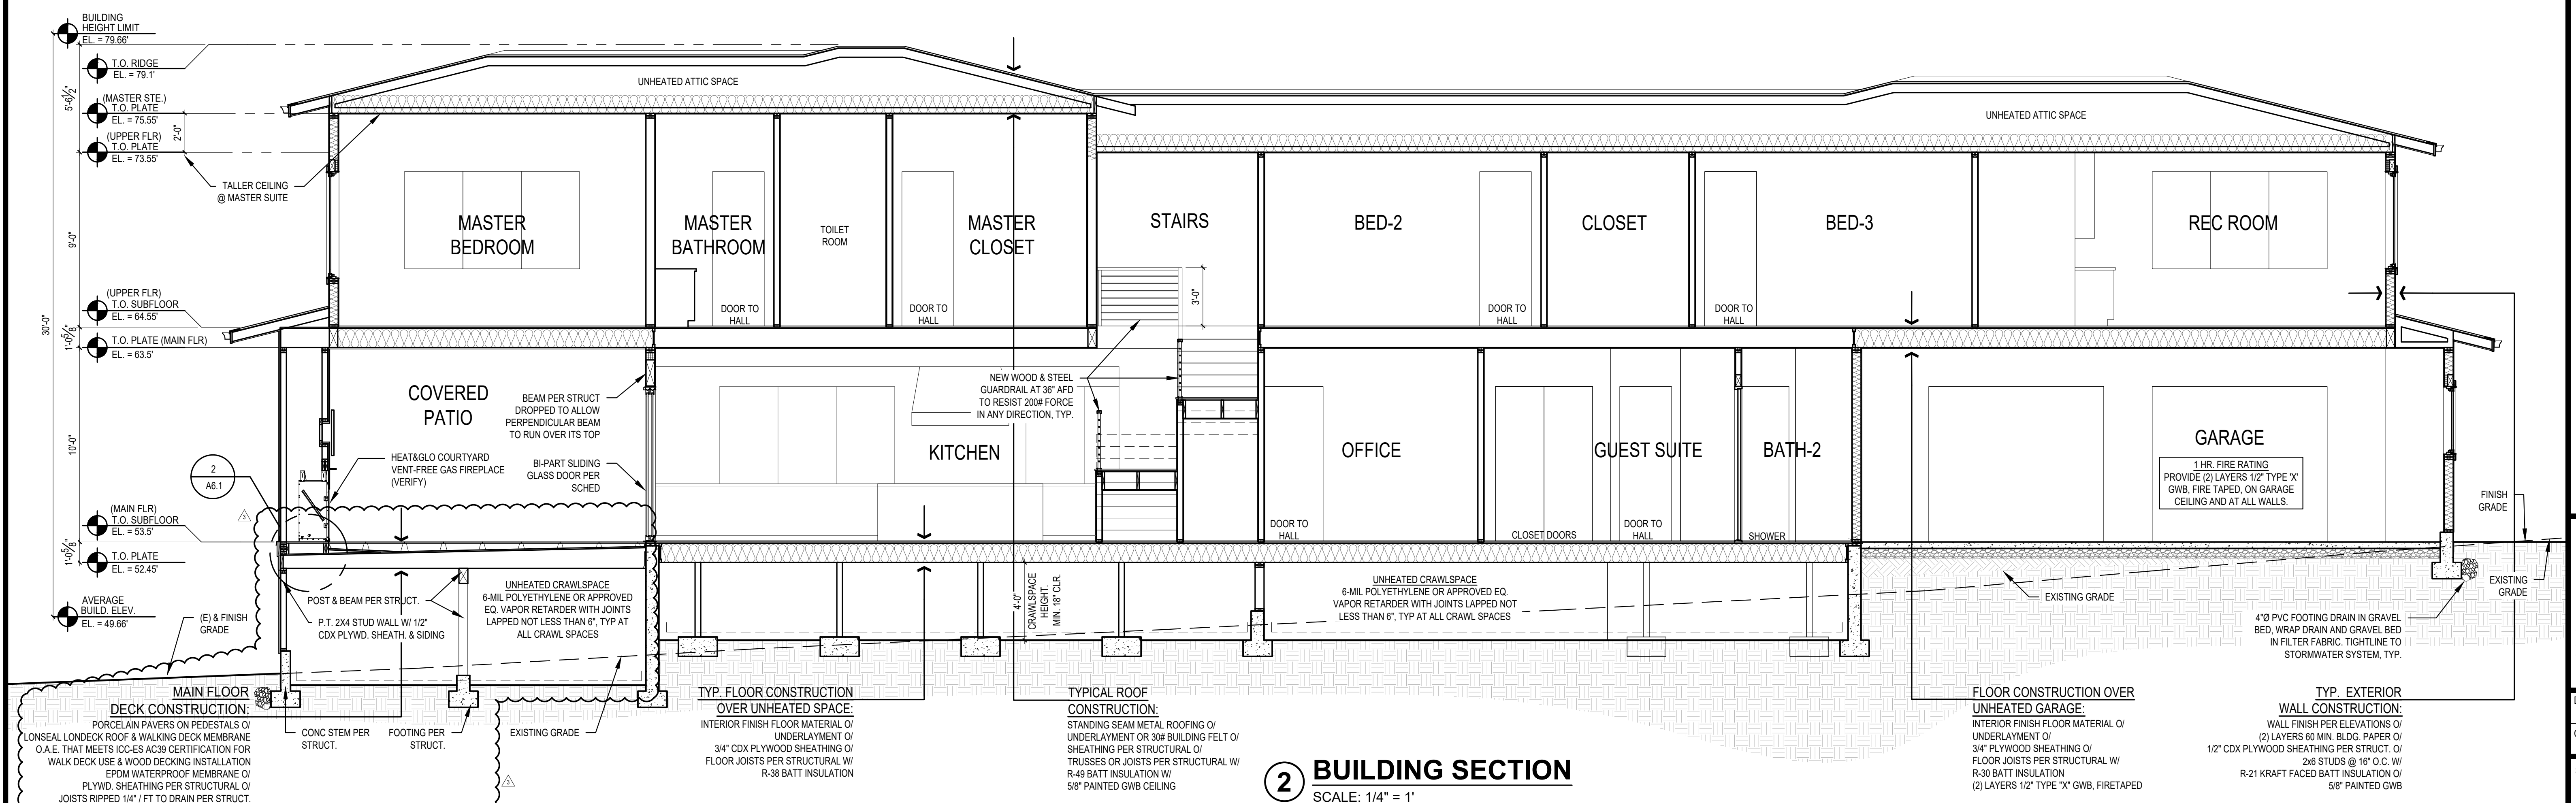 BUILDING
HEIGHT LIMIT
EL. = 79.66'
T.O. RIDGE
EL. = 79.1'
(MASTER STE.)
T.O. PLATE
EL. = 75.55'
(UPPER FLR)
T.O. PLATE
EL. = 73.55'
5'-6½"
2'-0"
TALLER CEILING
@ MASTER SUITE
9'-0"
30'-0"
(UPPER FLR)
T.O. SUBFLOOR
EL. = 64.55'
1'-0⅝"
T.O. PLATE (MAIN FLR)
EL. = 63.5'
10'-0"
2
A6.1
3
(MAIN FLR)
T.O. SUBFLOOR
EL. = 53.5'
1'-0⅝"
T.O. PLATE
EL. = 52.45'
AVERAGE
BUILD. ELEV.
EL. = 49.66'
(E) & FINISH
GRADE
UNHEATED ATTIC SPACE
UNHEATED ATTIC SPACE
MASTER
BEDROOM
MASTER
BATHROOM
TOILET
ROOM
MASTER
CLOSET
STAIRS
BED-2
CLOSET
BED-3
REC ROOM
DOOR TO
HALL
DOOR TO
HALL
3'-0"
DOOR TO
HALL
DOOR TO
HALL
COVERED
PATIO
BEAM PER STRUCT
DROPPED TO ALLOW
PERPENDICULAR BEAM
TO RUN OVER ITS TOP
HEAT&GLO COURTYARD
VENT-FREE GAS FIREPLACE
(VERIFY)
BI-PART SLIDING
GLASS DOOR PER
SCHED
NEW WOOD & STEEL
GUARDRAIL AT 36" AFD
TO RESIST 200# FORCE
IN ANY DIRECTION, TYP.
KITCHEN
OFFICE
GUEST SUITE
BATH-2
GARAGE
1 HR. FIRE RATING
PROVIDE (2) LAYERS 1/2" TYPE 'X'
GWB, FIRE TAPED, ON GARAGE
CEILING AND AT ALL WALLS.
DOOR TO
HALL
CLOSET DOORS
DOOR TO
HALL
SHOWER
FINISH
GRADE
POST & BEAM PER STRUCT.
P.T. 2X4 STUD WALL W/ 1/2"
CDX PLYWD. SHEATH. & SIDING
UNHEATED CRAWLSPACE
6-MIL POLYETHYLENE OR APPROVED
EQ. VAPOR RETARDER WITH JOINTS
LAPPED NOT LESS THAN 6", TYP AT
ALL CRAWL SPACES
4'-0"
CRAWLSPACE
HEIGHT.
MIN. 18" CLR.
UNHEATED CRAWLSPACE
6-MIL POLYETHYLENE OR APPROVED EQ.
VAPOR RETARDER WITH JOINTS LAPPED NOT
LESS THAN 6", TYP AT ALL CRAWL SPACES
EXISTING GRADE
EXISTING
GRADE
4"Ø PVC FOOTING DRAIN IN GRAVEL
BED, WRAP DRAIN AND GRAVEL BED
IN FILTER FABRIC. TIGHTLINE TO
STORMWATER SYSTEM, TYP.
MAIN FLOOR
DECK CONSTRUCTION:
PORCELAIN PAVERS ON PEDESTALS O/
LONSEAL LONDECK ROOF & WALKING DECK MEMBRANE
O.A.E. THAT MEETS ICC-ES AC39 CERTIFICATION FOR
WALK DECK USE & WOOD DECKING INSTALLATION
EPDM WATERPROOF MEMBRANE O/
PLYWD. SHEATHING PER STRUCTURAL O/
JOISTS RIPPED 1/4" / FT TO DRAIN PER STRUCT.
CONC STEM PER
STRUCT.
FOOTING PER
STRUCT.
EXISTING GRADE
3
TYP. FLOOR CONSTRUCTION
OVER UNHEATED SPACE:
INTERIOR FINISH FLOOR MATERIAL O/
UNDERLAYMENT O/
3/4" CDX PLYWOOD SHEATHING O/
FLOOR JOISTS PER STRUCTURAL W/
R-38 BATT INSULATION
TYPICAL ROOF
CONSTRUCTION:
STANDING SEAM METAL ROOFING O/
UNDERLAYMENT OR 30# BUILDING FELT O/
SHEATHING PER STRUCTURAL O/
TRUSSES OR JOISTS PER STRUCTURAL W/
R-49 BATT INSULATION W/
5/8" PAINTED GWB CEILING
2 BUILDING SECTION
SCALE: 1/4" = 1'
FLOOR CONSTRUCTION OVER
UNHEATED GARAGE:
INTERIOR FINISH FLOOR MATERIAL O/
UNDERLAYMENT O/
3/4" PLYWOOD SHEATHING O/
FLOOR JOISTS PER STRUCTURAL W/
R-30 BATT INSULATION
(2) LAYERS 1/2" TYPE "X" GWB, FIRETAPED
TYP. EXTERIOR
WALL CONSTRUCTION:
WALL FINISH PER ELEVATIONS O/
(2) LAYERS 60 MIN. BLDG. PAPER O/
1/2" CDX PLYWOOD SHEATHING PER STRUCT. O/
2x6 STUDS @ 16" O.C. W/
R-21 KRAFT FACED BATT INSULATION O/
5/8" PAINTED GWB